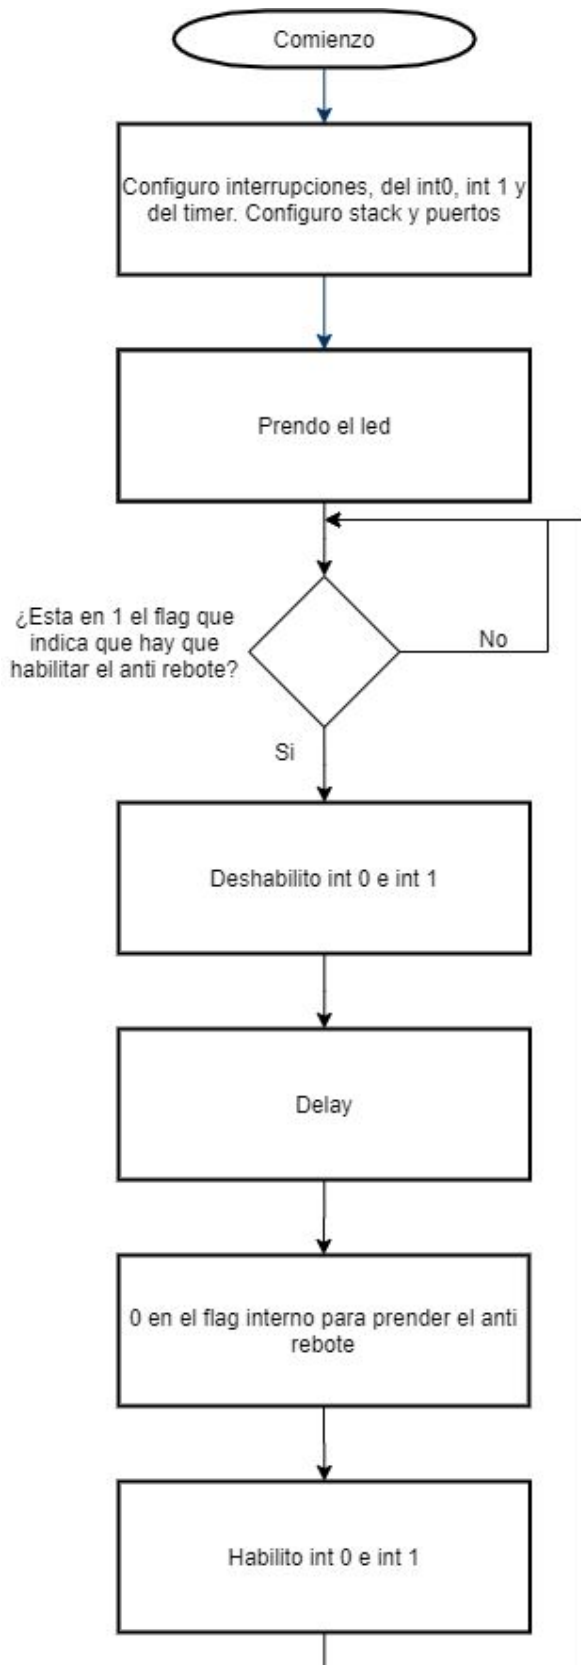 Comienzo
Configuro interrupciones, del int0, int 1 y
del timer. Configuro stack y puertos
Prendo el led
¿Esta en 1 el flag que
indica que hay que
habilitar el anti rebote?
No
Si
Deshabilito int 0 e int 1
Delay
0 en el flag interno para prender el anti
rebote
Habilito int 0 e int 1